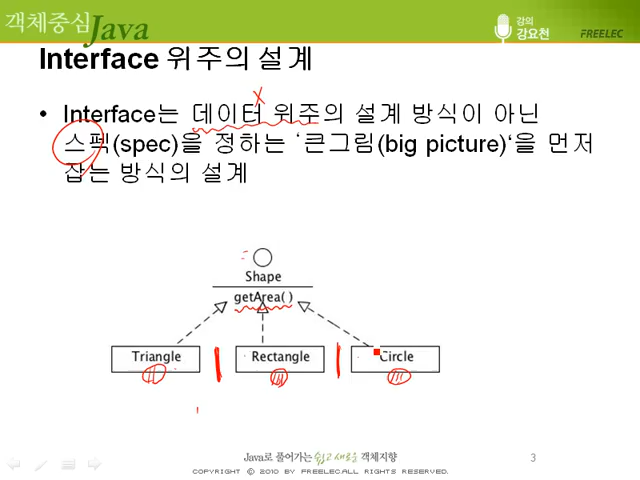 객체중심 Java
강의
강요천
FREELEC
Interface 위주의 설계
• Interface는 데이터 위주의 설계 방식이 아닌
스펙(spec)을 정하는 '큰그림(big picture)'을 먼저
잡는 방식의 설계
Shape
getArea()
Triangle Rectangle Circle
Java로 풀어가는 쉽고 새로운 객체지향
3
COPYRIGHT © 2010 BY FREELEC.ALL RIGHTS RESERVED.